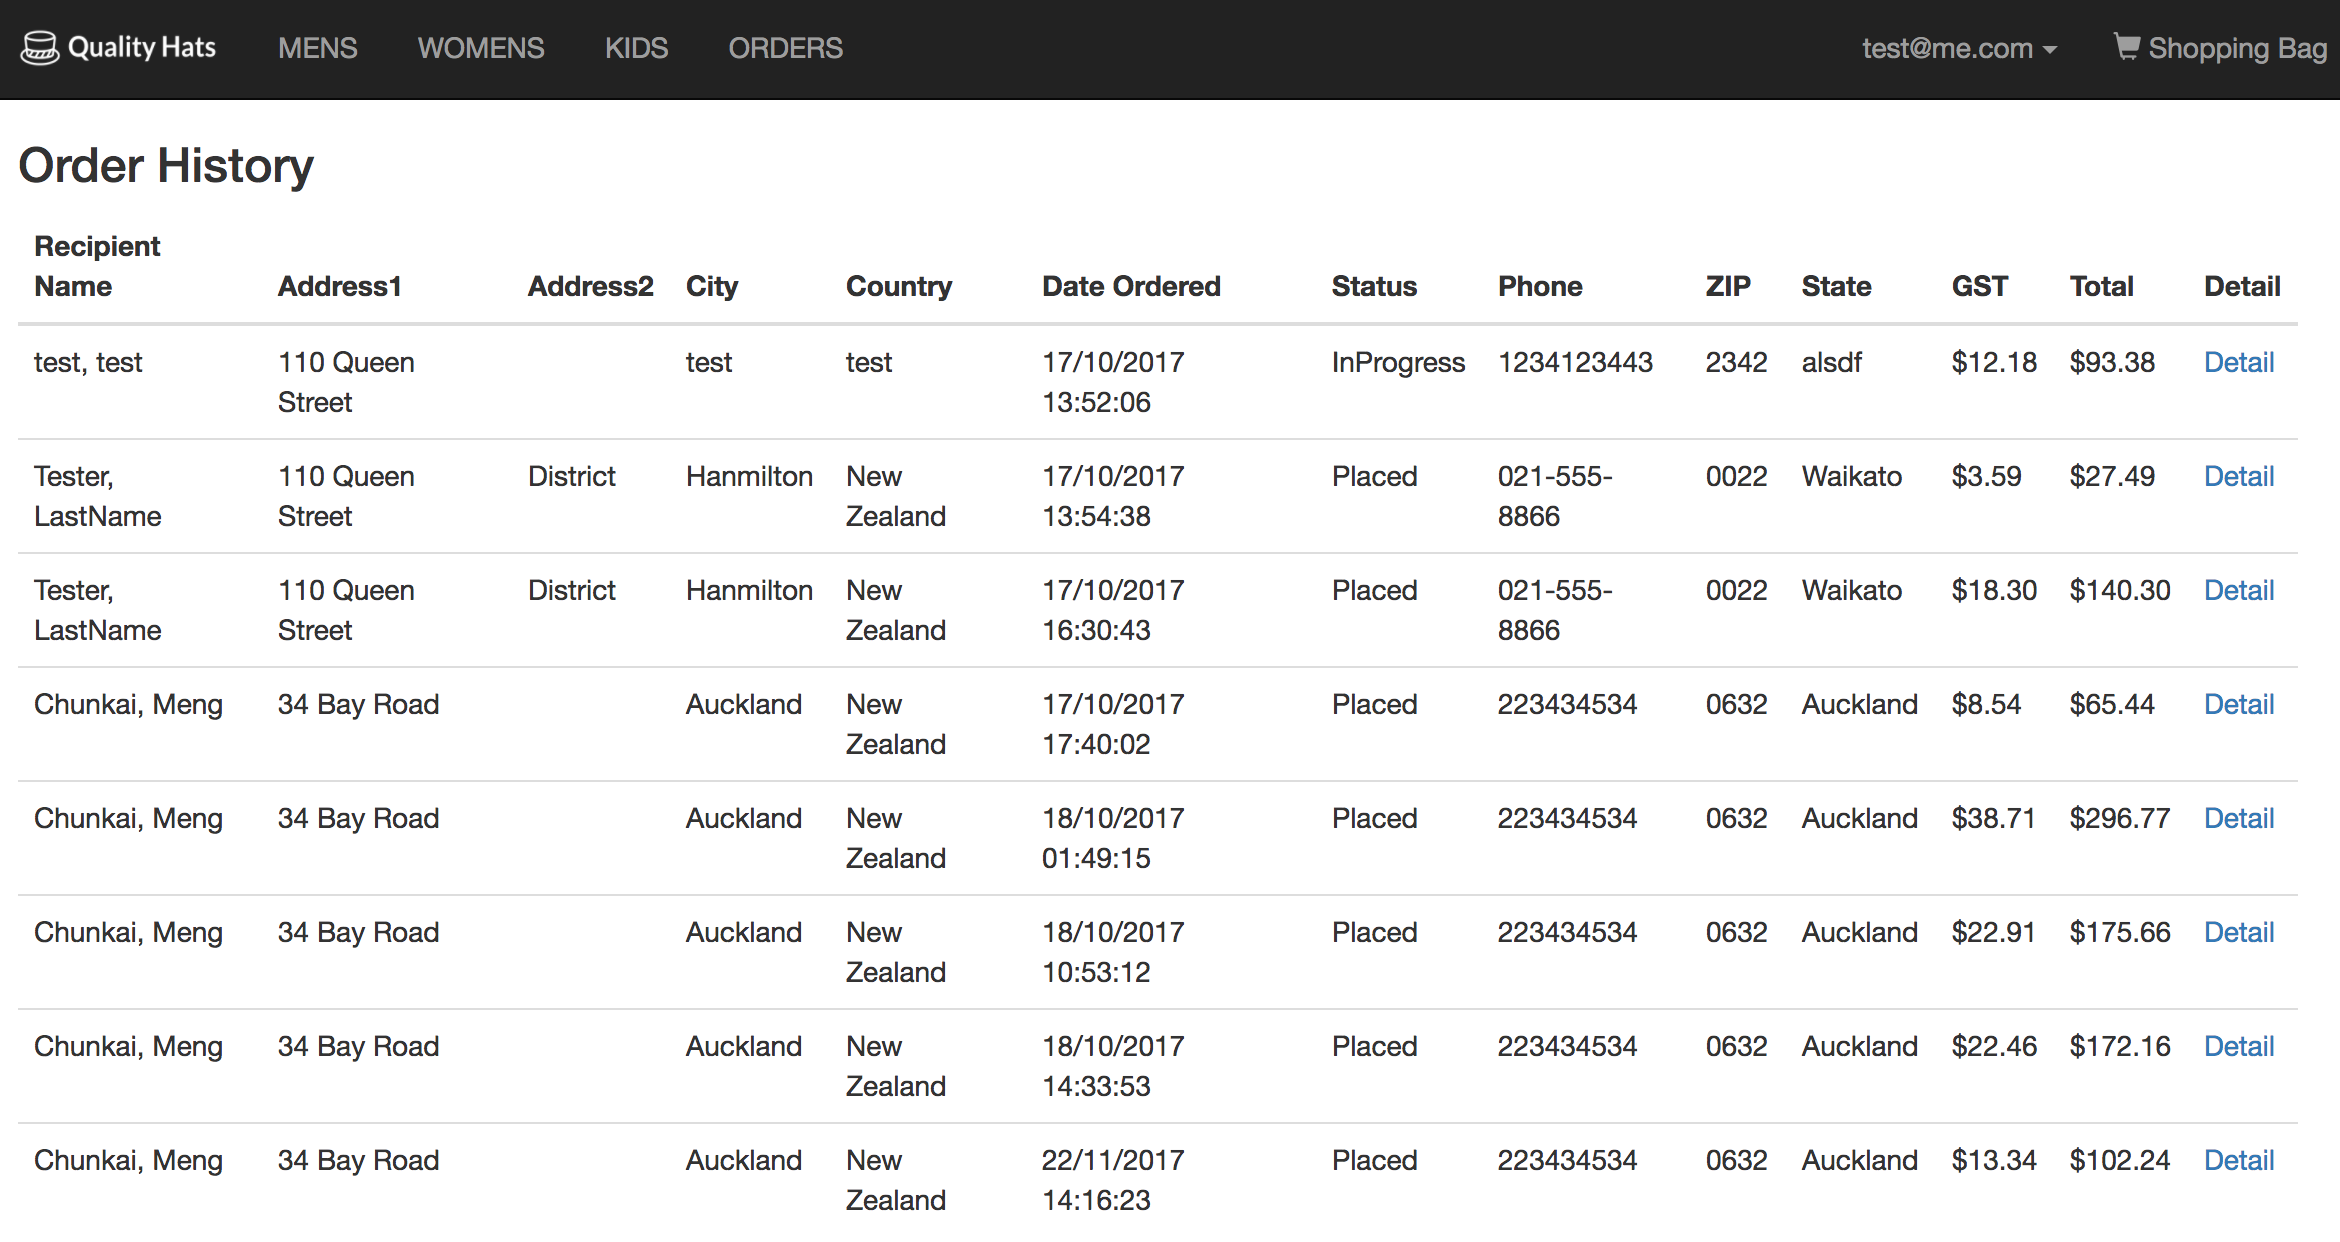 Quality Hats MENS WOMENS KIDS ORDERS test@me.com Shopping Bag
Order History
Recipient
Name Address1 Address2 City Country Date Ordered Status Phone ZIP State GST Total Detail
test, test 110 Queen test test 17/10/2017 InProgress 1234123443 2342 alsdf $12.18 $93.38 Detail
Street 13:52:06
Tester, 110 Queen District Hanmilton New 17/10/2017 Placed 021-555- 0022 Waikato $3.59 $27.49 Detail
LastName Street Zealand 13:54:38 8866
Tester, 110 Queen District Hanmilton New 17/10/2017 Placed 021-555- 0022 Waikato $18.30 $140.30 Detail
LastName Street Zealand 16:30:43 8866
Chunkai, Meng 34 Bay Road Auckland New 17/10/2017 Placed 223434534 0632 Auckland $8.54 $65.44 Detail
Zealand 17:40:02
Chunkai, Meng 34 Bay Road Auckland New 18/10/2017 Placed 223434534 0632 Auckland $38.71 $296.77 Detail
Zealand 01:49:15
Chunkai, Meng 34 Bay Road Auckland New 18/10/2017 Placed 223434534 0632 Auckland $22.91 $175.66 Detail
Zealand 10:53:12
Chunkai, Meng 34 Bay Road Auckland New 18/10/2017 Placed 223434534 0632 Auckland $22.46 $172.16 Detail
Zealand 14:33:53
Chunkai, Meng 34 Bay Road Auckland New 22/11/2017 Placed 223434534 0632 Auckland $13.34 $102.24 Detail
Zealand 14:16:23